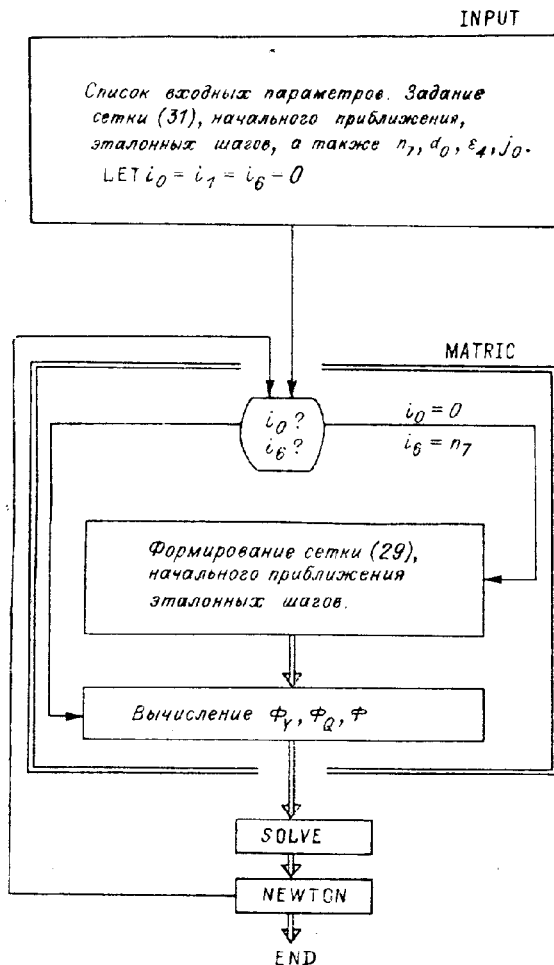 INPUT
Список входных параметров. Задание
сетки (31), начального приближения,
эталонных шагов, а также n₇, d₀, ε₄, j₀.
LET i₀ = i₁ = i₆ − 0
MATRIC
i₀?
i₆?
i₀ = 0
i₆ = n₇
Формирование сетки (29),
начального приближения
эталонных шагов.
Вычисление Φ_Y, Φ_Q, Φ
SOLVE
NEWTON
END